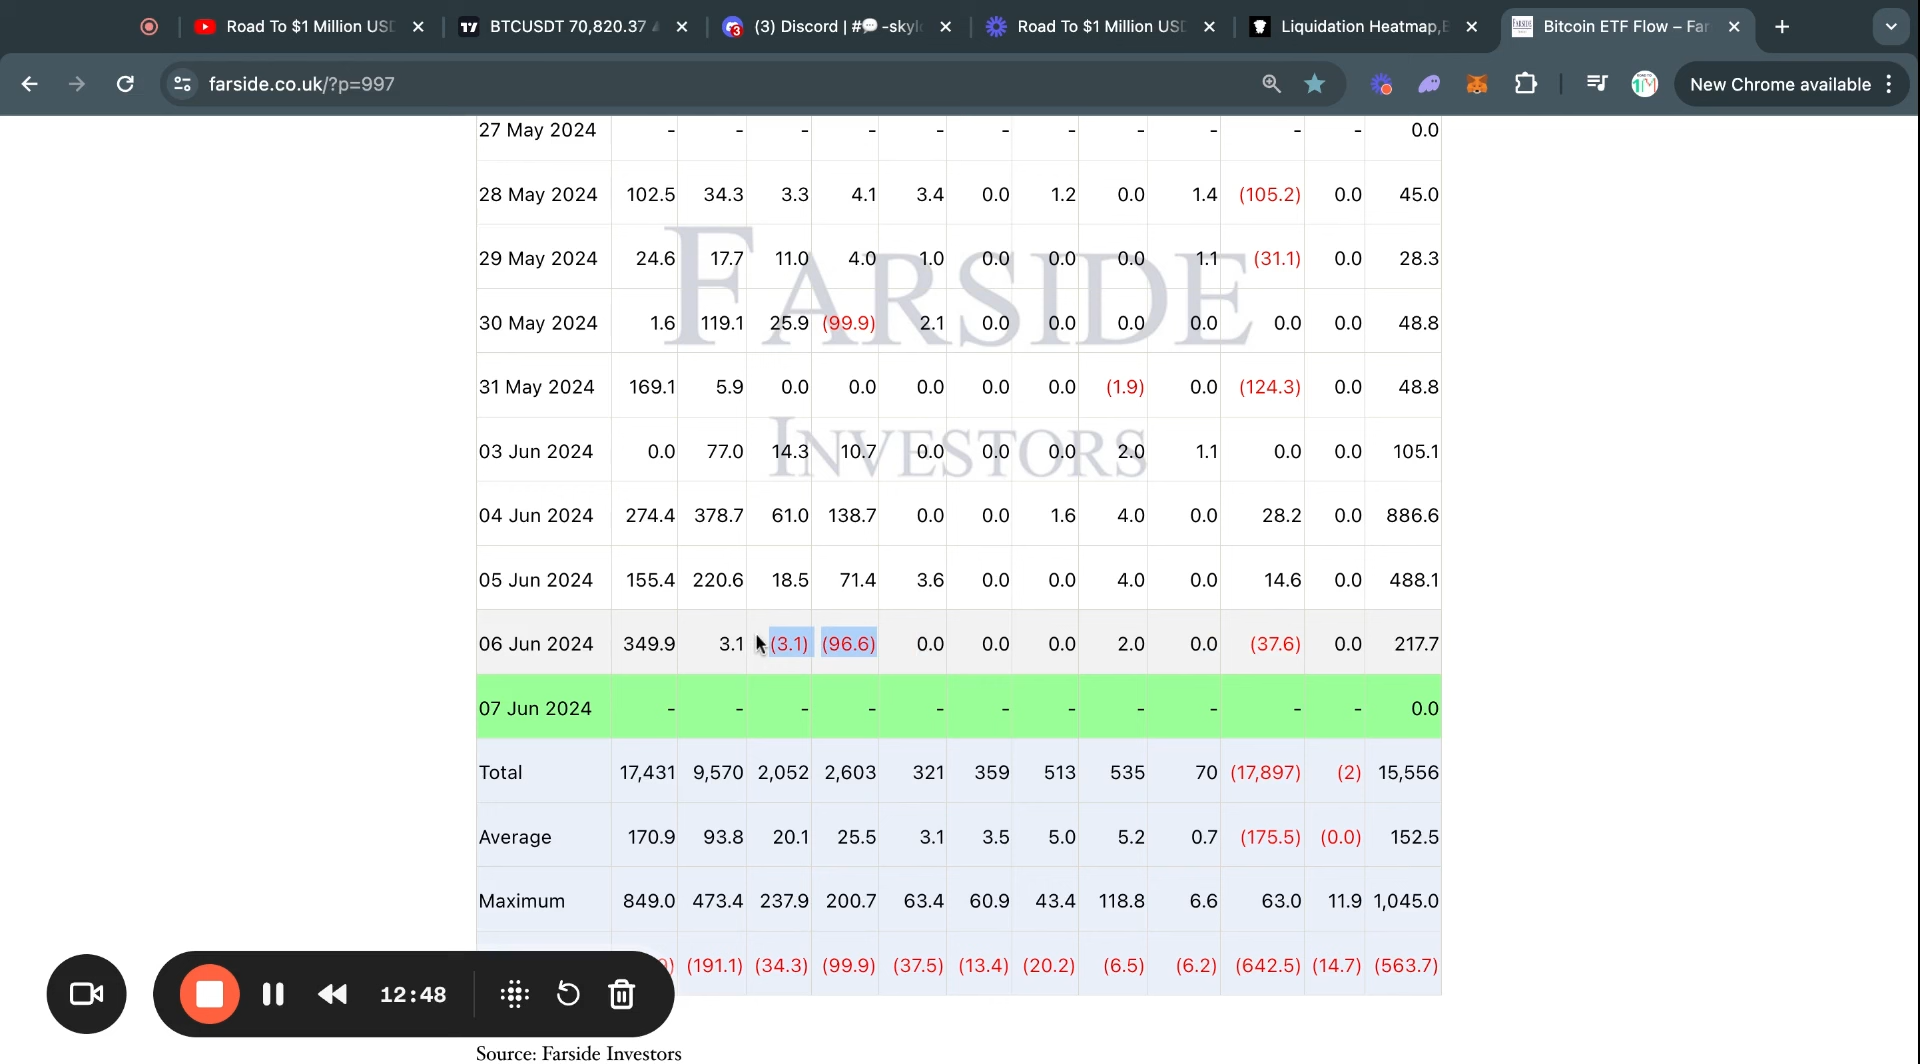 Road To $1 Million USD
BTCUSDT 70,820.37
(3) Discord | #💬-skyl
Road To $1 Million USD
Liquidation Heatmap,B
Bitcoin ETF Flow – Far
farside.co.uk/?p=997
New Chrome available
27 May 2024 - - - - - - - - - - - 0.0
28 May 2024 102.5 34.3 3.3 4.1 3.4 0.0 1.2 0.0 1.4 (105.2) 0.0 45.0
29 May 2024 24.6 17.7 11.0 4.0 1.0 0.0 0.0 0.0 1.1 (31.1) 0.0 28.3
FARSIDE
30 May 2024 1.6 119.1 25.9 (99.9) 2.1 0.0 0.0 0.0 0.0 0.0 0.0 48.8
31 May 2024 169.1 5.9 0.0 0.0 0.0 0.0 0.0 (1.9) 0.0 (124.3) 0.0 48.8
INVESTORS
03 Jun 2024 0.0 77.0 14.3 10.7 0.0 0.0 0.0 2.0 1.1 0.0 0.0 105.1
04 Jun 2024 274.4 378.7 61.0 138.7 0.0 0.0 1.6 4.0 0.0 28.2 0.0 886.6
05 Jun 2024 155.4 220.6 18.5 71.4 3.6 0.0 0.0 4.0 0.0 14.6 0.0 488.1
06 Jun 2024 349.9 3.1 (3.1) (96.6) 0.0 0.0 0.0 2.0 0.0 (37.6) 0.0 217.7
07 Jun 2024 - - - - - - - - - - - 0.0
Total 17,431 9,570 2,052 2,603 321 359 513 535 70 (17,897) (2) 15,556
Average 170.9 93.8 20.1 25.5 3.1 3.5 5.0 5.2 0.7 (175.5) (0.0) 152.5
Maximum 849.0 473.4 237.9 200.7 63.4 60.9 43.4 118.8 6.6 63.0 11.9 1,045.0
(191.1) (34.3) (99.9) (37.5) (13.4) (20.2) (6.5) (6.2) (642.5) (14.7) (563.7)
12:48
Source: Farside Investors